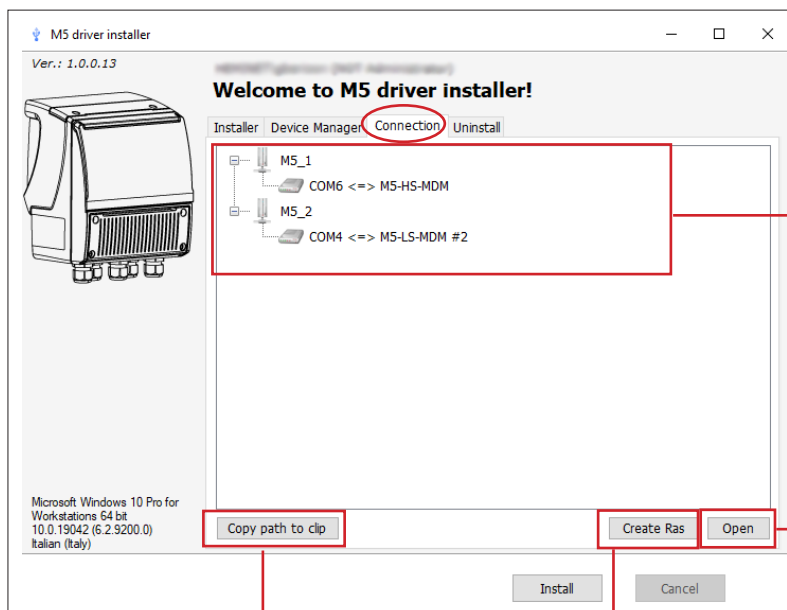 M5 driver installer
Ver.: 1.0.0.13
Welcome to M5 driver installer!
Installer Device Manager Connection Uninstall
M5_1
COM6 <=> M5-HS-MDM
M5_2
COM4 <=> M5-LS-MDM #2
Microsoft Windows 10 Pro for
Workstations 64 bit
10.0.19042 (6.2.9200.0)
Italian (Italy)
Copy path to clip
Create Ras
Open
Install
Cancel